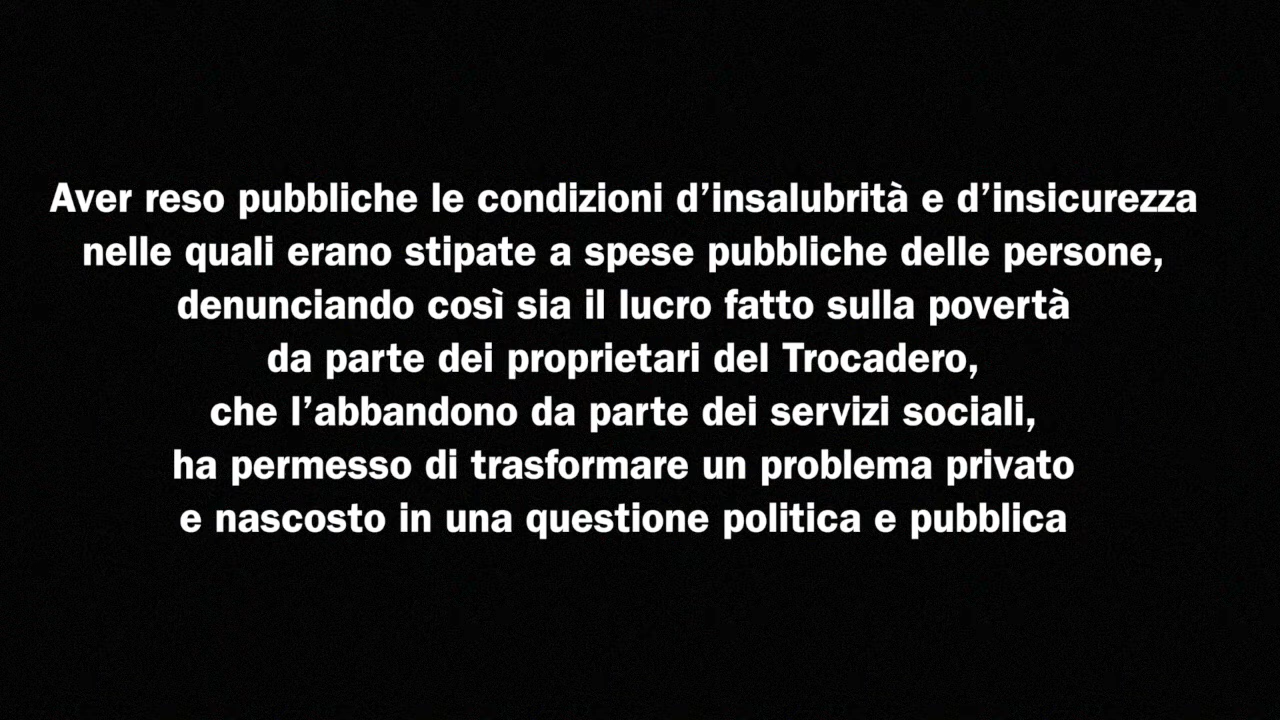 Aver reso pubbliche le condizioni d’insalubrità e d’insicurezza
nelle quali erano stipate a spese pubbliche delle persone,
denunciando così sia il lucro fatto sulla povertà
da parte dei proprietari del Trocadero,
che l’abbandono da parte dei servizi sociali,
ha permesso di trasformare un problema privato
e nascosto in una questione politica e pubblica